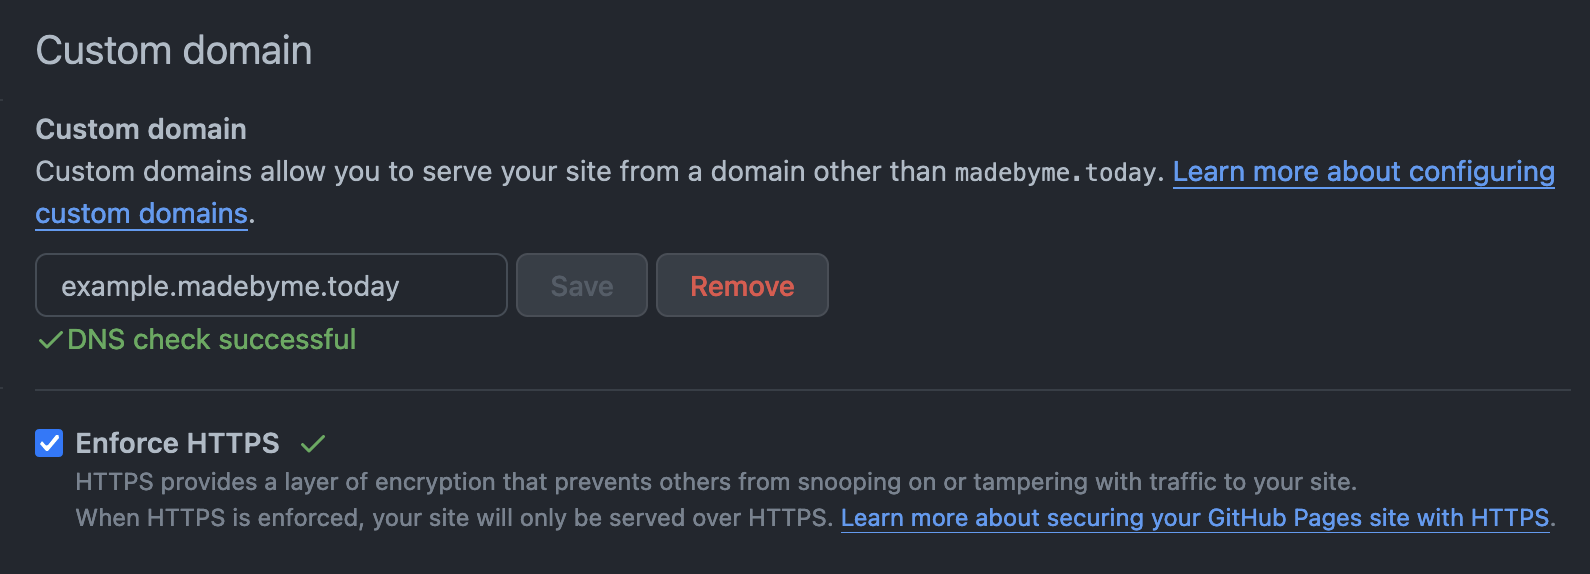 Custom domain
Custom domain
Custom domains allow you to serve your site from a domain other than madebyme.today. Learn more about configuring
custom domains.
example.madebyme.today Save Remove
DNS check successful
Enforce HTTPS
HTTPS provides a layer of encryption that prevents others from snooping on or tampering with traffic to your site.
When HTTPS is enforced, your site will only be served over HTTPS. Learn more about securing your GitHub Pages site with HTTPS.